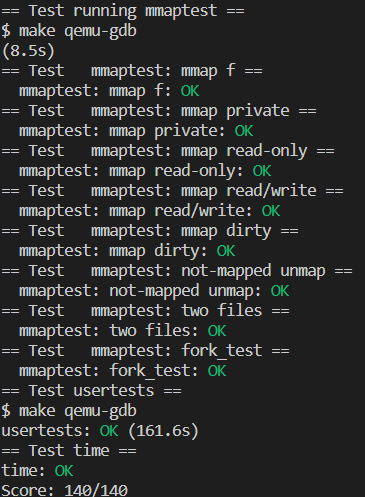 == Test running mmaptest ==
$ make qemu-gdb
(8.5s)
== Test   mmaptest: mmap f ==
  mmaptest: mmap f: OK
== Test   mmaptest: mmap private ==
  mmaptest: mmap private: OK
== Test   mmaptest: mmap read-only ==
  mmaptest: mmap read-only: OK
== Test   mmaptest: mmap read/write ==
  mmaptest: mmap read/write: OK
== Test   mmaptest: mmap dirty ==
  mmaptest: mmap dirty: OK
== Test   mmaptest: not-mapped unmap ==
  mmaptest: not-mapped unmap: OK
== Test   mmaptest: two files ==
  mmaptest: two files: OK
== Test   mmaptest: fork_test ==
  mmaptest: fork_test: OK
== Test usertests ==
$ make qemu-gdb
usertests: OK (161.6s)
== Test time ==
time: OK
Score: 140/140